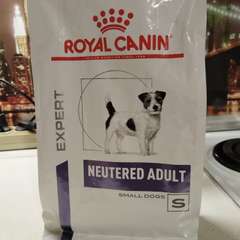 ROYAL CANIN
EXPERT
NEUTERED ADULT
SMALL DOGS
S